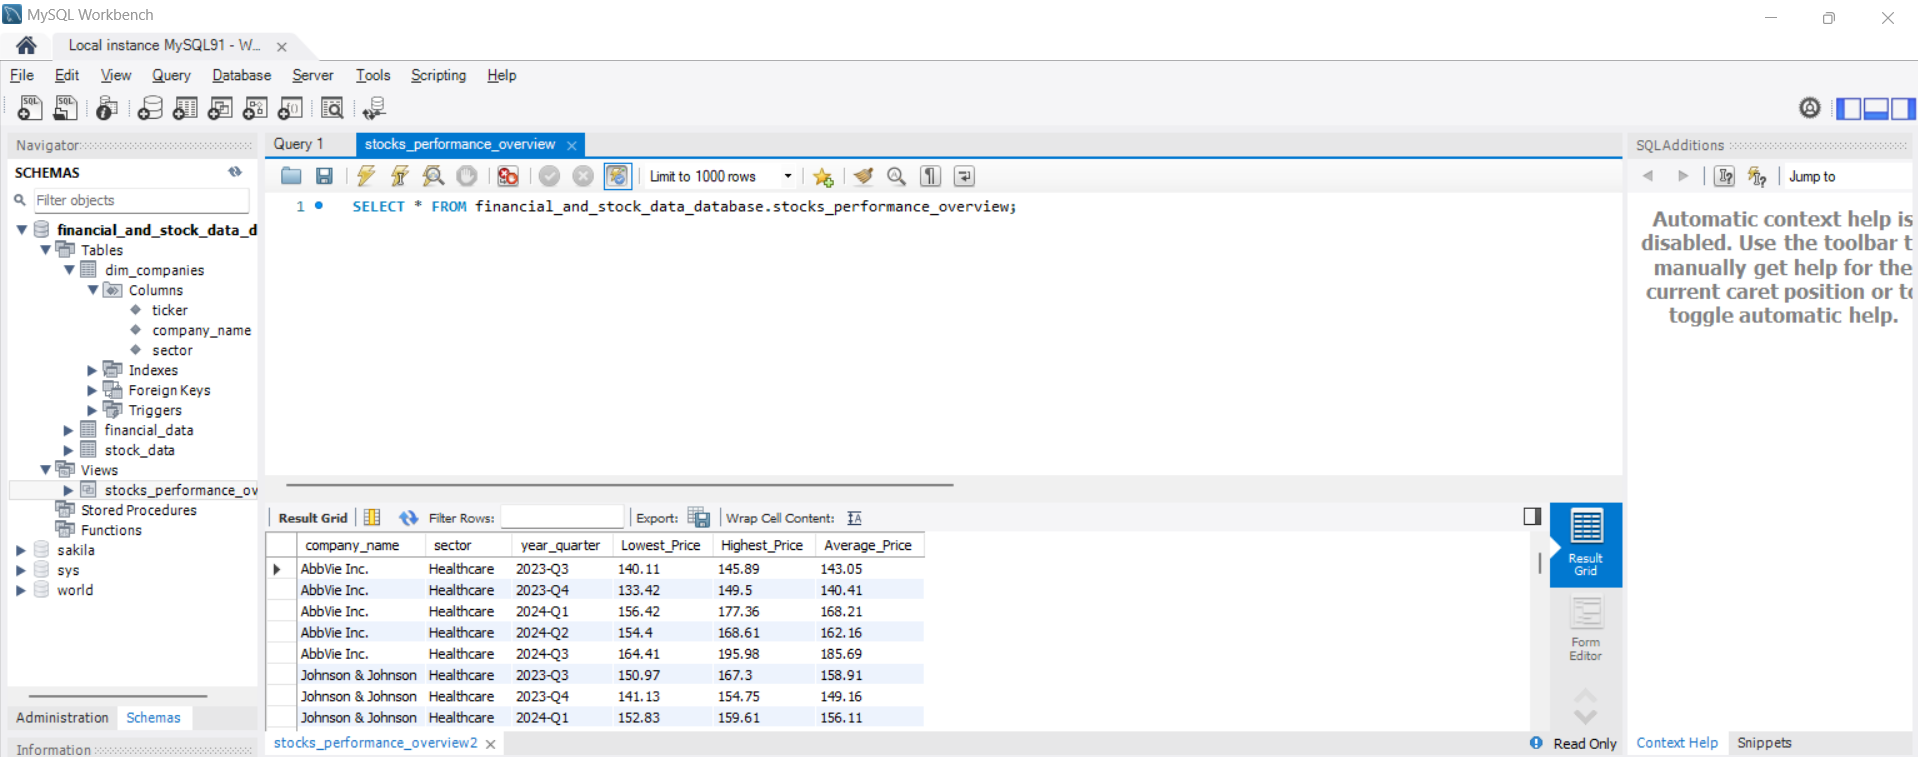 MySQL Workbench
Local instance MySQL91 - W...
File Edit View Query Database Server Tools Scripting Help
Navigator
SCHEMAS
Filter objects
financial_and_stock_data_d
Tables
dim_companies
Columns
ticker
company_name
sector
Indexes
Foreign Keys
Triggers
financial_data
stock_data
Views
stocks_performance_ov
Stored Procedures
Functions
sakila
sys
world
Administration Schemas
Information
Query 1 stocks_performance_overview
Limit to 1000 rows
1 SELECT * FROM financial_and_stock_data_database.stocks_performance_overview;
Result Grid Filter Rows: Export: Wrap Cell Content:
company_name sector year_quarter Lowest_Price Highest_Price Average_Price
AbbVie Inc. Healthcare 2023-Q3 140.11 145.89 143.05
AbbVie Inc. Healthcare 2023-Q4 133.42 149.5 140.41
AbbVie Inc. Healthcare 2024-Q1 156.42 177.36 168.21
AbbVie Inc. Healthcare 2024-Q2 154.4 168.61 162.16
AbbVie Inc. Healthcare 2024-Q3 164.41 195.98 185.69
Johnson & Johnson Healthcare 2023-Q3 150.97 167.3 158.91
Johnson & Johnson Healthcare 2023-Q4 141.13 154.75 149.16
Johnson & Johnson Healthcare 2024-Q1 152.83 159.61 156.11
Result
Grid
Form
Editor
stocks_performance_overview2
Read Only
SQLAdditions
Jump to
Automatic context help is
disabled. Use the toolbar t
manually get help for the
current caret position or to
toggle automatic help.
Context Help Snippets